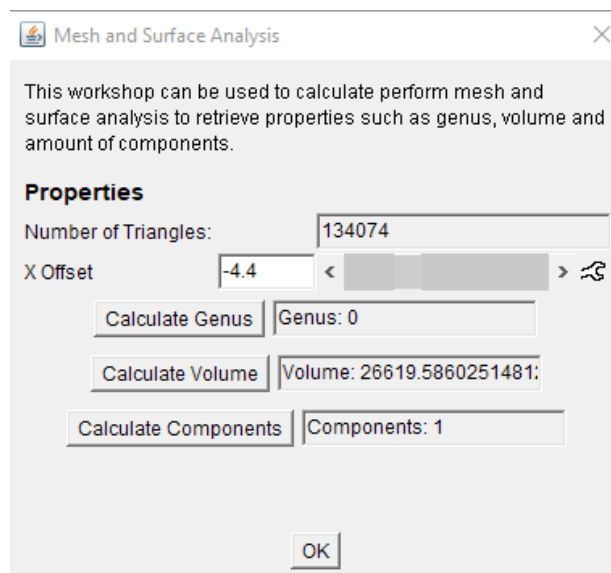 Mesh and Surface Analysis
This workshop can be used to calculate perform mesh and
surface analysis to retrieve properties such as genus, volume and
amount of components.
Properties
Number of Triangles: 134074
X Offset -4.4
Calculate Genus Genus: 0
Calculate Volume Volume: 26619.5860251481
Calculate Components Components: 1
OK